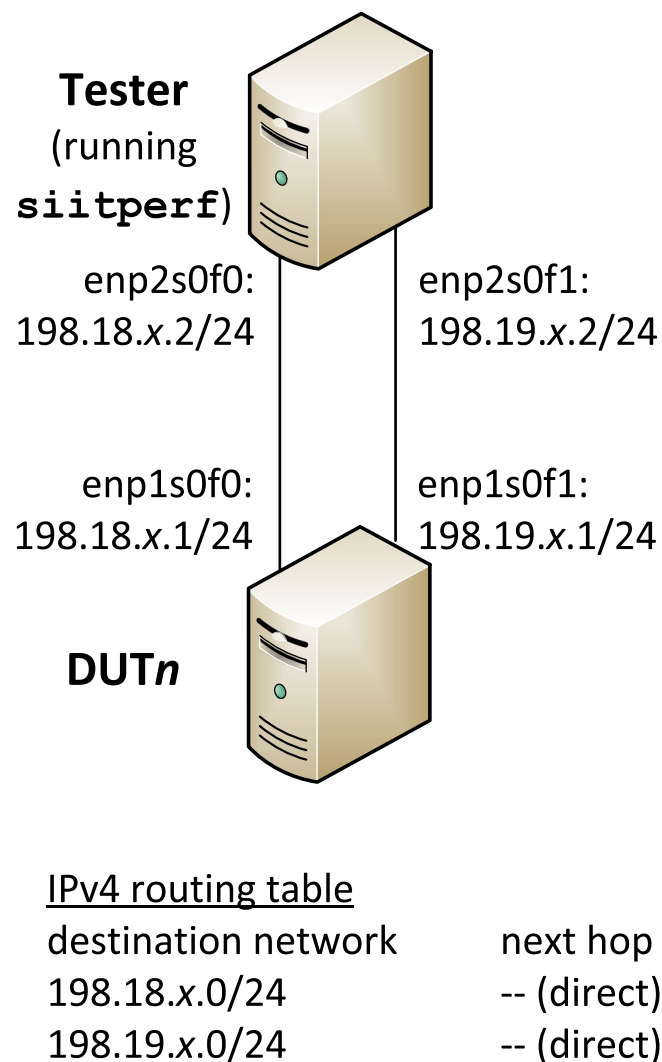 Tester
(running
siitperf)
enp2s0f0:
198.18.x.2/24
enp2s0f1:
198.19.x.2/24
enp1s0f0:
198.18.x.1/24
enp1s0f1:
198.19.x.1/24
DUTn
IPv4 routing table
destination network next hop
198.18.x.0/24 -- (direct)
198.19.x.0/24 -- (direct)